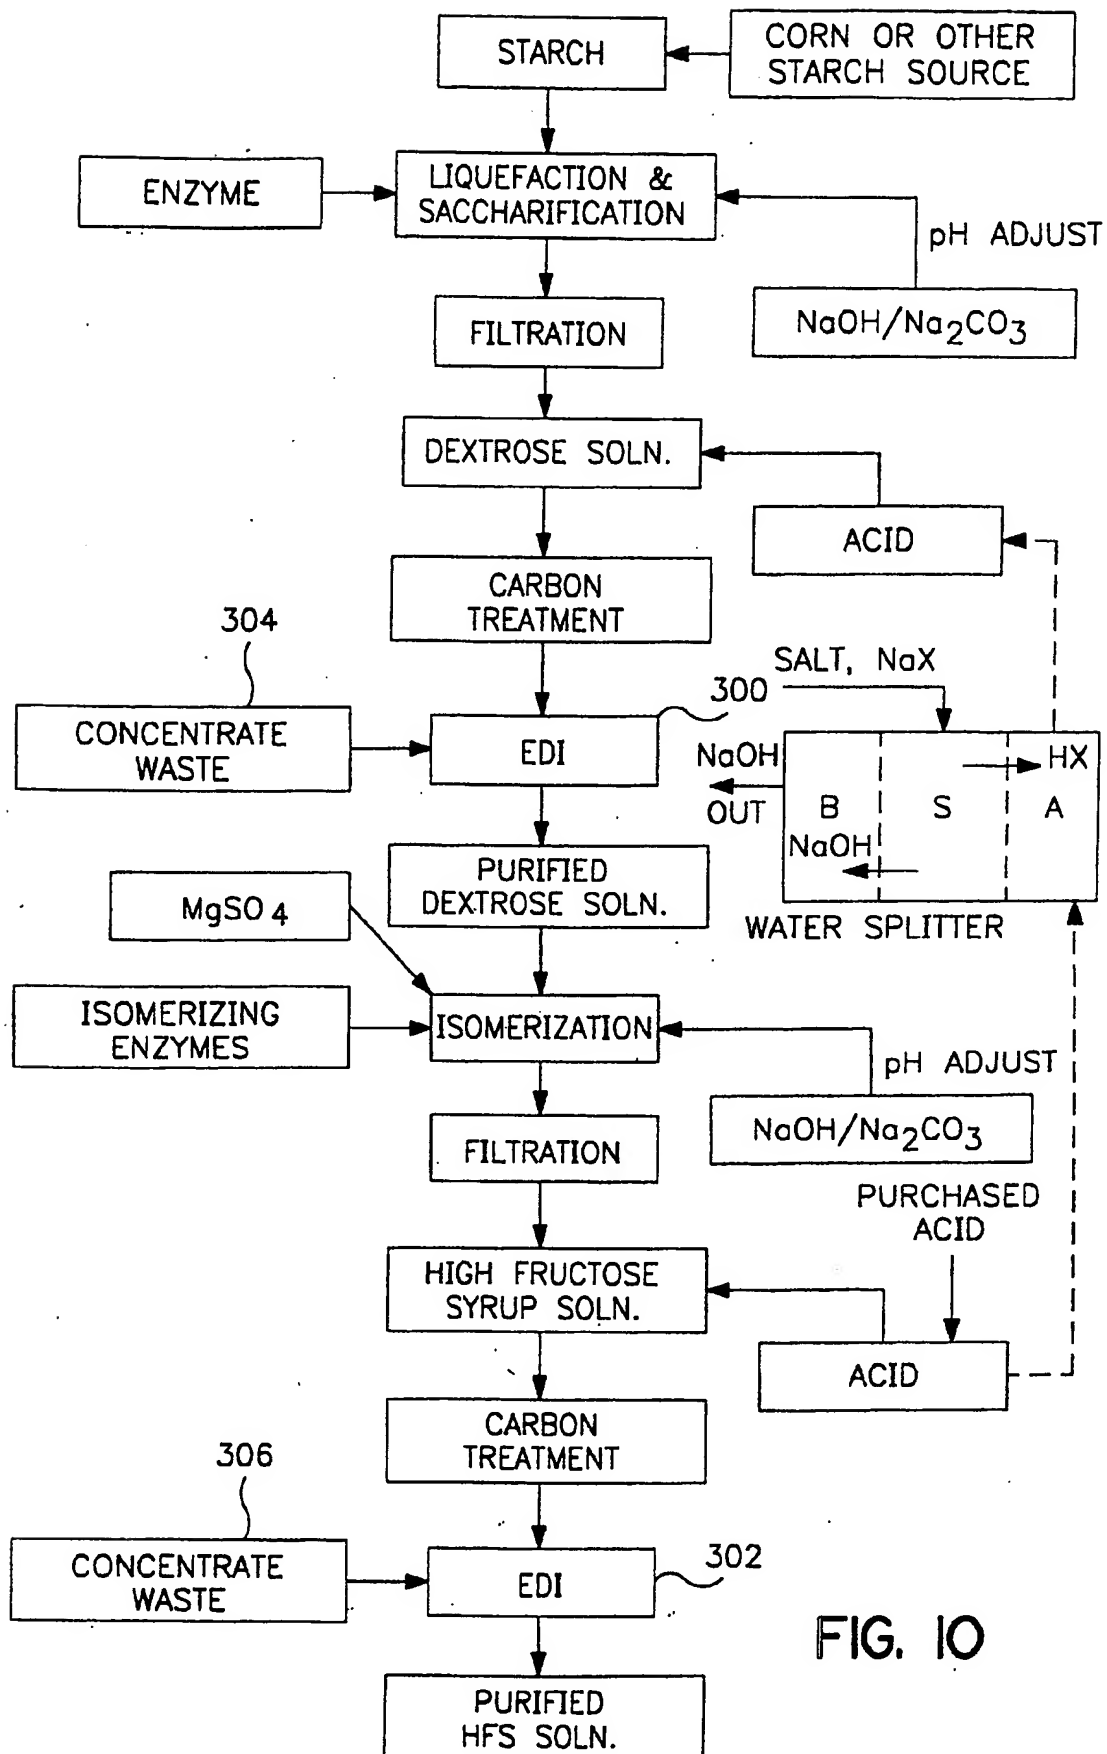 STARCH
CORN OR OTHER
STARCH SOURCE
ENZYME
LIQUEFACTION &
SACCHARIFICATION
pH ADJUST
NaOH/Na2CO3
FILTRATION
DEXTROSE SOLN.
ACID
CARBON
TREATMENT
304
SALT, NaX
300
CONCENTRATE
WASTE
EDI
NaOH
OUT
HX
B
S
A
NaOH
WATER SPLITTER
PURIFIED
DEXTROSE SOLN.
MgSO4
ISOMERIZING
ENZYMES
ISOMERIZATION
pH ADJUST
NaOH/Na2CO3
FILTRATION
PURCHASED
ACID
HIGH FRUCTOSE
SYRUP SOLN.
ACID
CARBON
TREATMENT
306
CONCENTRATE
WASTE
EDI
302
PURIFIED
HFS SOLN.
FIG. 10